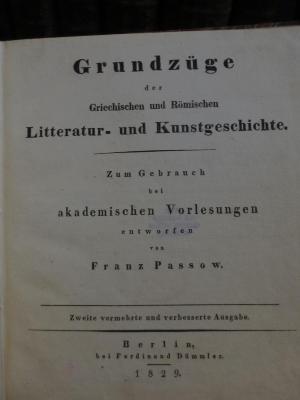 Grundzüge
der
Griechischen und Römischen
Litteratur- und Kunstgeschichte.
Zum Gebrauch
bei
akademischen Vorlesungen
entworfen
von
Franz Passow.
Zweite vermehrte und verbesserte Ausgabe.
Berlin,
bei Ferdinand Dümmler.
1829.